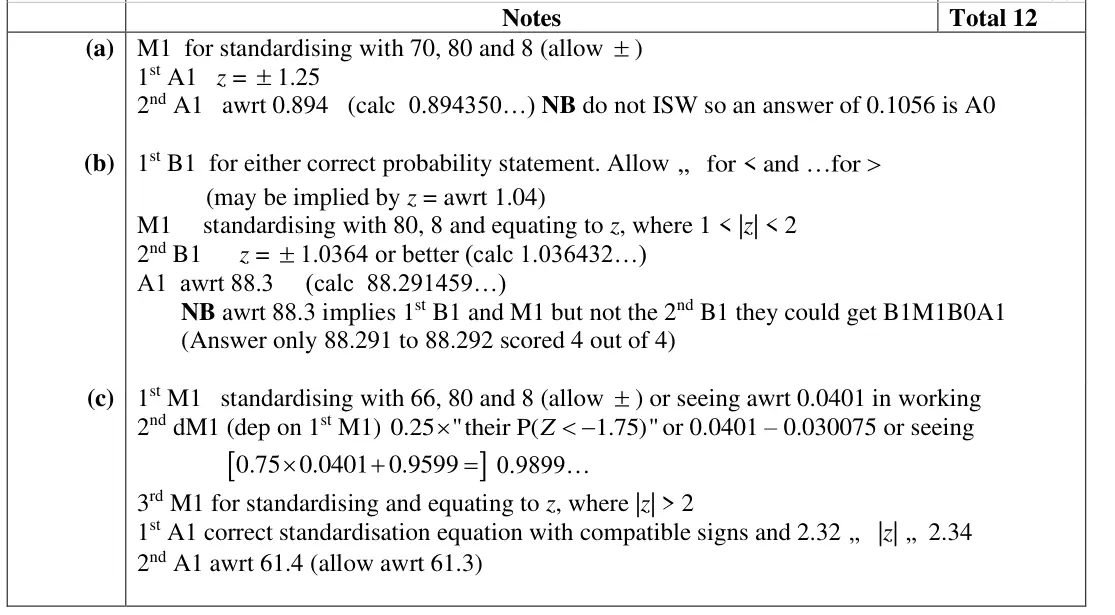 Notes Total 12
(a) M1 for standardising with 70, 80 and 8 (allow ± )
1st A1 z = ± 1.25
2nd A1 awrt 0.894 (calc 0.894350…) NB do not ISW so an answer of 0.1056 is A0
(b) 1st B1 for either correct probability statement. Allow „ for < and …for >
(may be implied by z = awrt 1.04)
M1 standardising with 80, 8 and equating to z, where 1 < |z| < 2
2nd B1 z = ± 1.0364 or better (calc 1.036432…)
A1 awrt 88.3 (calc 88.291459…)
NB awrt 88.3 implies 1st B1 and M1 but not the 2nd B1 they could get B1M1B0A1
(Answer only 88.291 to 88.292 scored 4 out of 4)
(c) 1st M1 standardising with 66, 80 and 8 (allow ± ) or seeing awrt 0.0401 in working
2nd dM1 (dep on 1st M1) 0.25×"their P(Z < −1.75)" or 0.0401 – 0.030075 or seeing
[0.75×0.0401+0.9599 =] 0.9899…
3rd M1 for standardising and equating to z, where |z| > 2
1st A1 correct standardisation equation with compatible signs and 2.32 „ |z| „ 2.34
2nd A1 awrt 61.4 (allow awrt 61.3)